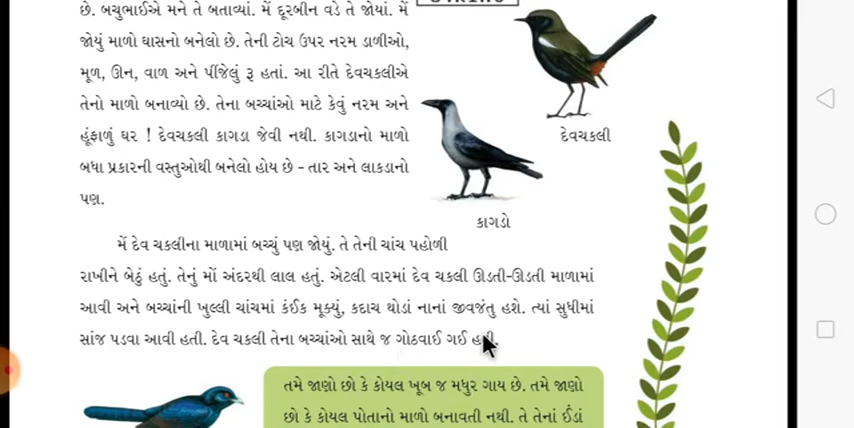 છે. બચુભાઈએ મને તે બતાવ્યાં. મેં દૂરબીન વડે તે જોયાં. મેં
જોયું માળો ઘાસનો બનેલો છે. તેની ટોચ ઉપર નરમ ડાળીઓ,
મૂળ, ઊન, વાળ અને પીંજેલું રૂ હતાં. આ રીતે દેવચકલીએ
તેનો માળો બનાવ્યો છે. તેના બચ્ચાંઓ માટે કેવું નરમ અને
હૂંફાળું ઘર ! દેવચકલી કાગડા જેવી નથી. કાગડાનો માળો
બધા પ્રકારની વસ્તુઓથી બનેલો હોય છે - તાર અને લાકડાનો
પણ.
દેવચકલી
કાગડો
મેં દેવ ચકલીના માળામાં બચ્ચું પણ જોયું. તે તેની ચાંચ પહોળી
રાખીને બેઠું હતું. તેનું મોં અંદરથી લાલ હતું. એટલી વારમાં દેવ ચકલી ઊડતી-ઊડતી માળામાં
આવી અને બચ્ચાંની ખુલ્લી ચાંચમાં કંઈક મૂક્યું, કદાચ થોડાં નાનાં જીવજંતુ હશે. ત્યાં સુધીમાં
સાંજ પડવા આવી હતી. દેવ ચકલી તેના બચ્ચાંઓ સાથે જ ગોઠવાઈ ગઈ હતી.
તમે જાણો છો કે કોયલ ખૂબ જ મધુર ગાય છે. તમે જાણો
છો કે કોયલ પોતાનો માળો બનાવતી નથી. તે તેનાં ઈંડાં